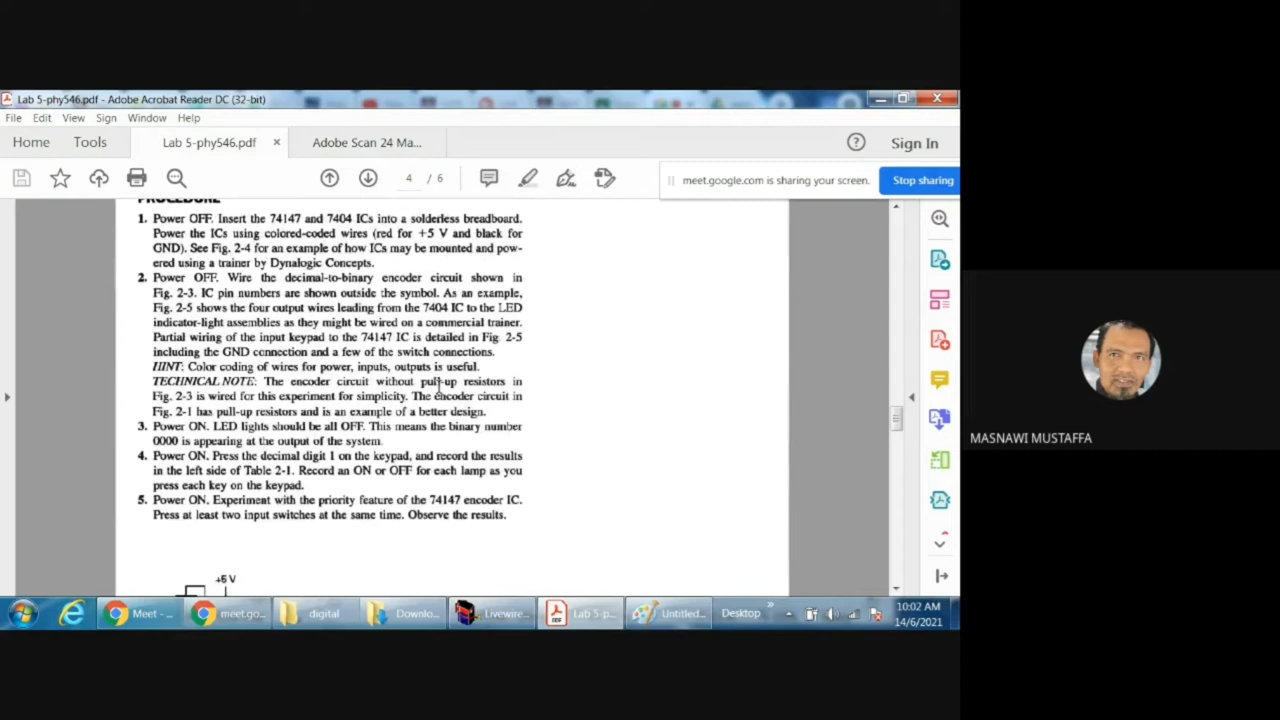 Lab 5-phy546.pdf - Adobe Acrobat Reader DC (32-bit)
File Edit View Sign Window Help
Home Tools Lab 5-phy546.pdf × Adobe Scan 24 Ma... ? Sign In
4 / 6
meet.google.com is sharing your screen. Stop sharing
PROCEDURE
1. Power OFF. Insert the 74147 and 7404 ICs into a solderless breadboard.
Power the ICs using colored-coded wires (red for +5 V and black for
GND). See Fig. 2-4 for an example of how ICs may be mounted and pow-
ered using a trainer by Dynalogic Concepts.
2. Power OFF. Wire the decimal-to-binary encoder circuit shown in
Fig. 2-3. IC pin numbers are shown outside the symbol. As an example,
Fig. 2-5 shows the four output wires leading from the 7404 IC to the LED
indicator-light assemblies as they might be wired on a commercial trainer.
Partial wiring of the input keypad to the 74147 IC is detailed in Fig. 2-5
including the GND connection and a few of the switch connections.
HINT: Color coding of wires for power, inputs, outputs is useful.
TECHNICAL NOTE: The encoder circuit without pull-up resistors in
Fig. 2-3 is wired for this experiment for simplicity. The encoder circuit in
Fig. 2-1 has pull-up resistors and is an example of a better design.
3. Power ON. LED lights should be all OFF. This means the binary number
0000 is appearing at the output of the system.
4. Power ON. Press the decimal digit 1 on the keypad, and record the results
in the left side of Table 2-1. Record an ON or OFF for each lamp as you
press each key on the keypad.
5. Power ON. Experiment with the priority feature of the 74147 encoder IC.
Press at least two input switches at the same time. Observe the results.
+5 V
MASNAWI MUSTAFFA
Meet - ... meet.go... digital Downlo... Livewire... Lab 5-p... Untitled... Desktop » 10:02 AM
14/6/2021